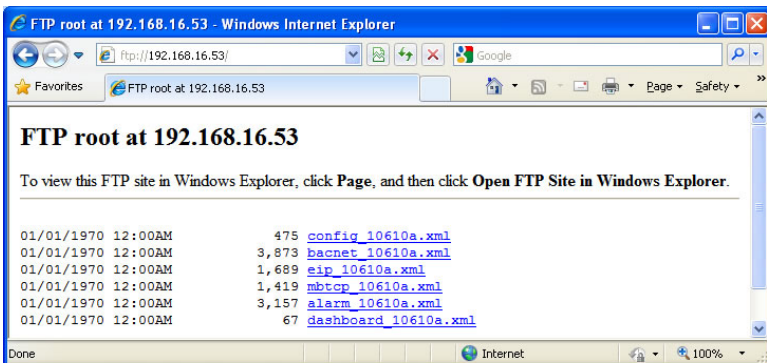 FTP root at 192.168.16.53 - Windows Internet Explorer
ftp://192.168.16.53/
Google
Favorites
FTP root at 192.168.16.53
Page
Safety
»
FTP root at 192.168.16.53
To view this FTP site in Windows Explorer, click Page, and then click Open FTP Site in Windows Explorer.
01/01/1970 12:00AM 475 config_10610a.xml
01/01/1970 12:00AM 3,873 bacnet_10610a.xml
01/01/1970 12:00AM 1,689 eip_10610a.xml
01/01/1970 12:00AM 1,419 mbtcp_10610a.xml
01/01/1970 12:00AM 3,157 alarm_10610a.xml
01/01/1970 12:00AM 67 dashboard_10610a.xml
Done
Internet
100%